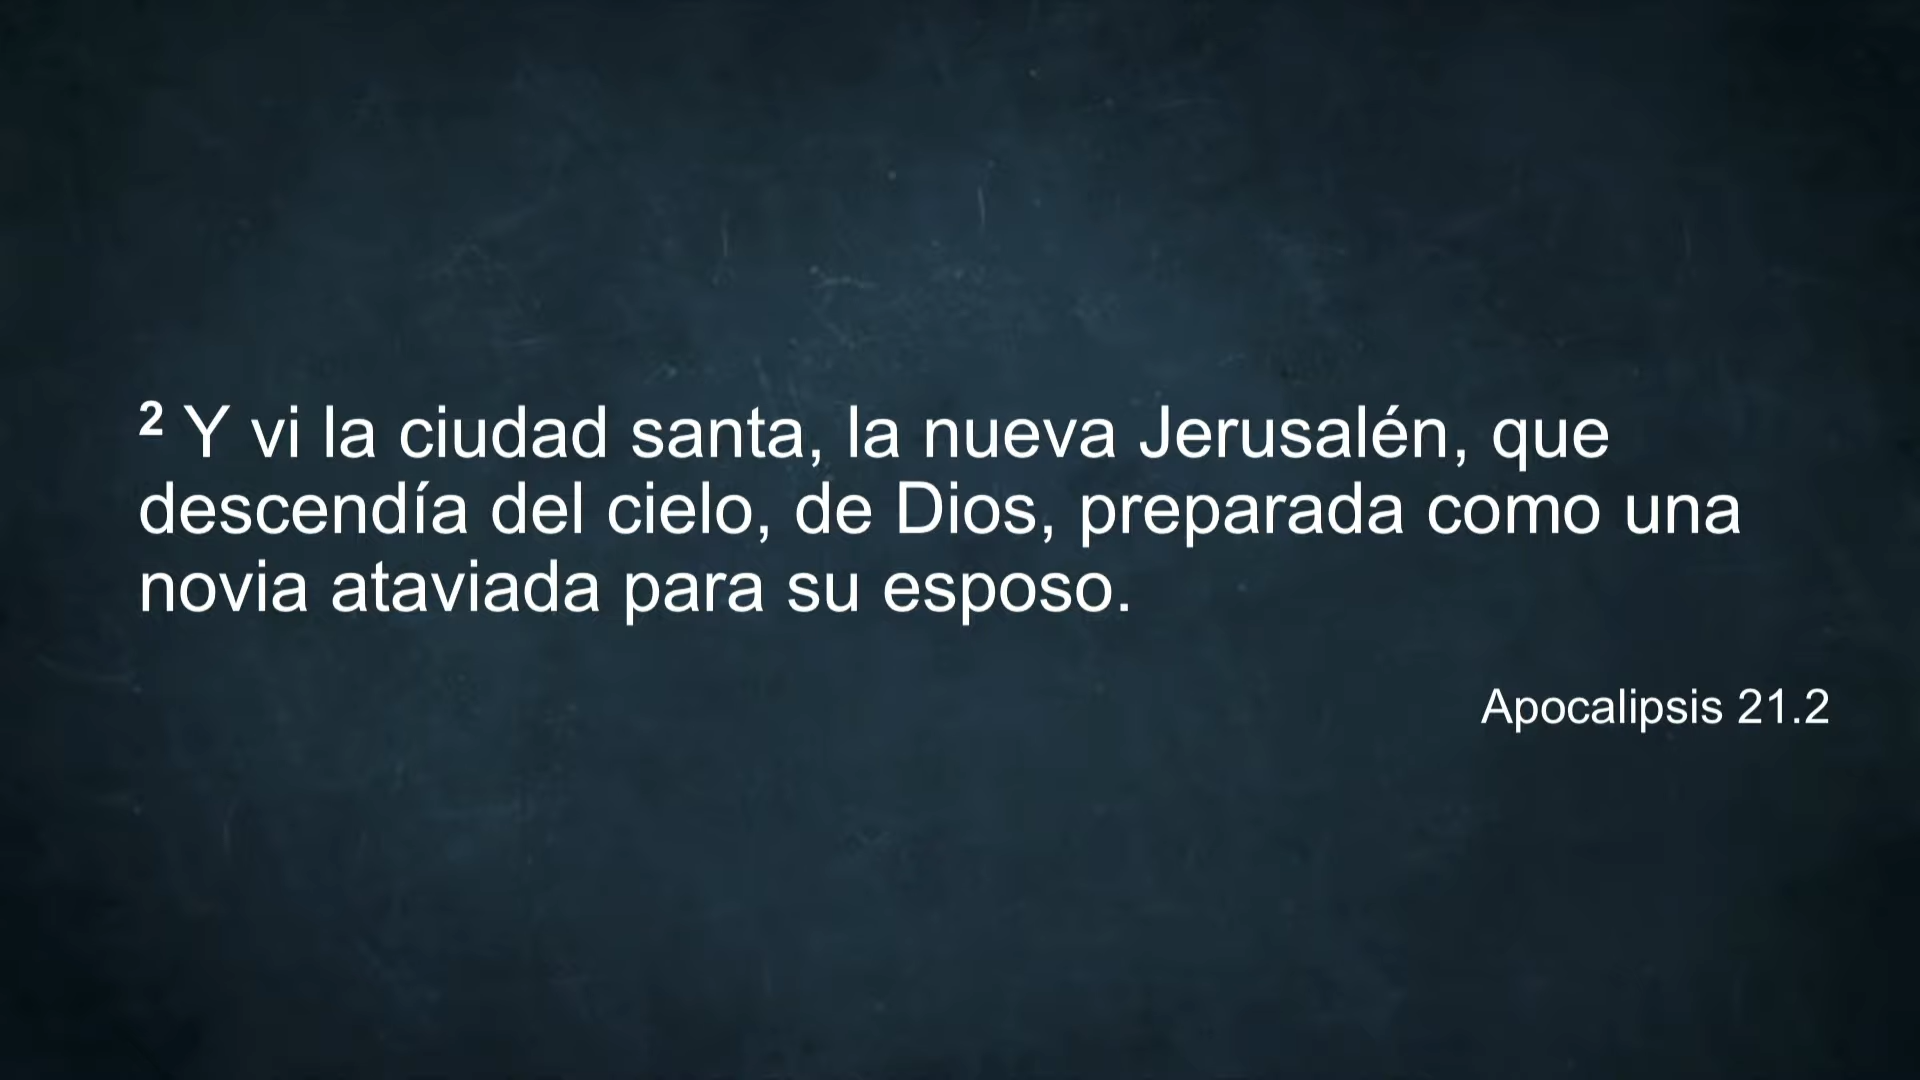 2 Y vi la ciudad santa, la nueva Jerusalén, que
descendía del cielo, de Dios, preparada como una
novia ataviada para su esposo.
Apocalipsis 21.2